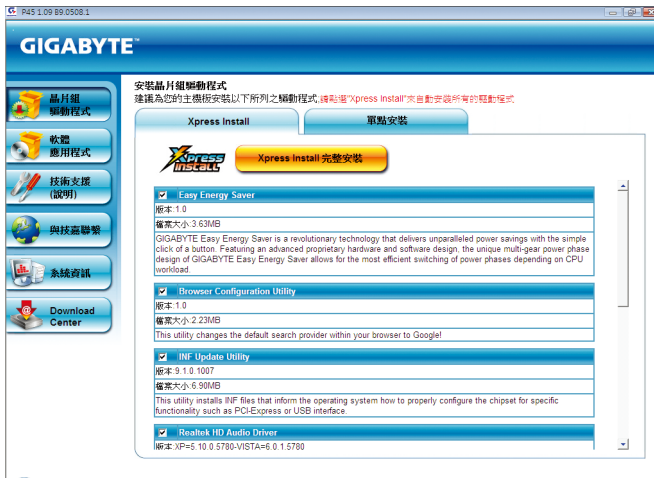 P45 1.09 B9.0508.1
GIGABYTE™
晶片組
驅動程式
軟體
應用程式
技術支援
(說明)
與技嘉聯繫
系統資訊
Download
Center
安裝晶片組驅動程式
建議為您的主機板安裝以下所列之驅動程式;請點選"Xpress Install"來自動安裝所有的驅動程式
Xpress Install
單點安裝
Xpress INSTALL
Xpress Install 完整安裝
Easy Energy Saver
版本:1.0
檔案大小:3.63MB
GIGABYTE Easy Energy Saver is a revolutionary technology that delivers unparalleled power savings with the simple
click of a button. Featuring an advanced proprietary hardware and software design, the unique multi-gear power phase
design of GIGABYTE Easy Energy Saver allows for the most efficient switching of power phases depending on CPU
workload.
Browser Configuration Utility
版本:1.0
檔案大小:2.23MB
This utility changes the default search provider within your browser to Google!
INF Update Utility
版本:9.1.0.1007
檔案大小:6.90MB
This utility installs INF files that inform the operating system how to properly configure the chipset for specific
functionality such as PCI-Express or USB interface.
Realtek HD Audio Driver
版本:XP=5.10.0.5780-VISTA=6.0.1.5780